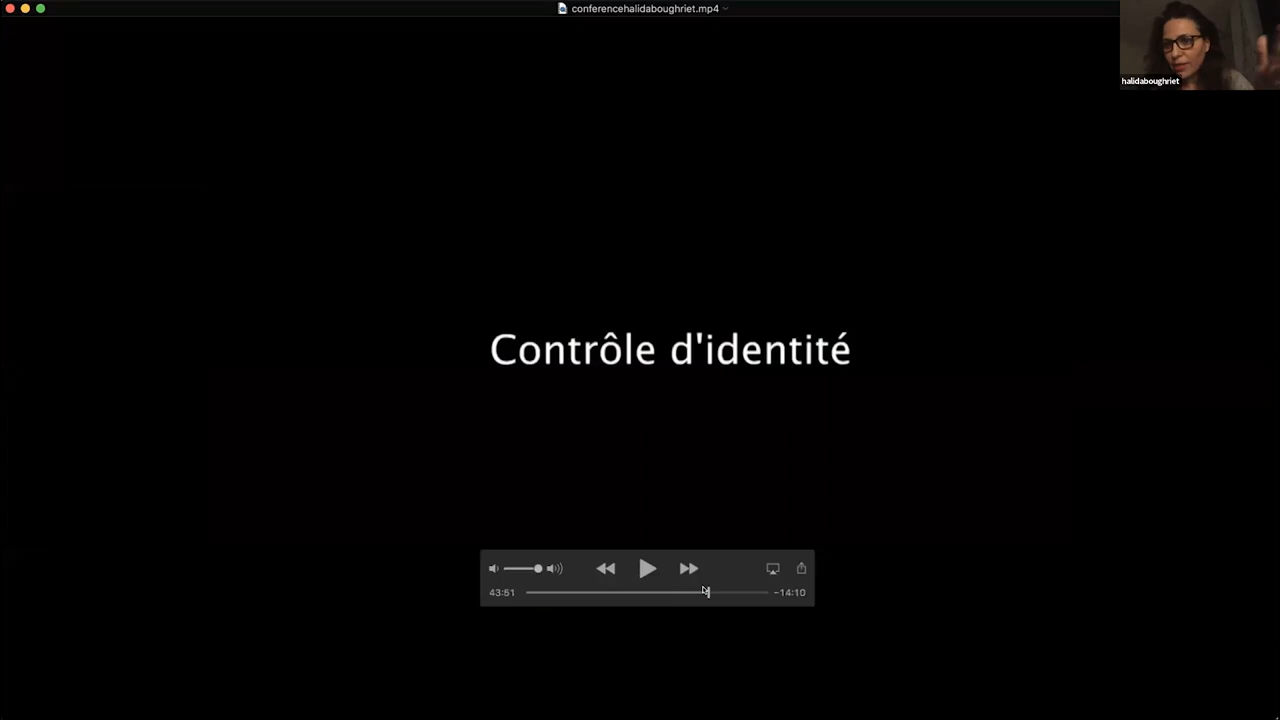 conferencehalidaboughriet.mp4
halidaboughriet
Contrôle d'identité
43:51
-14:10